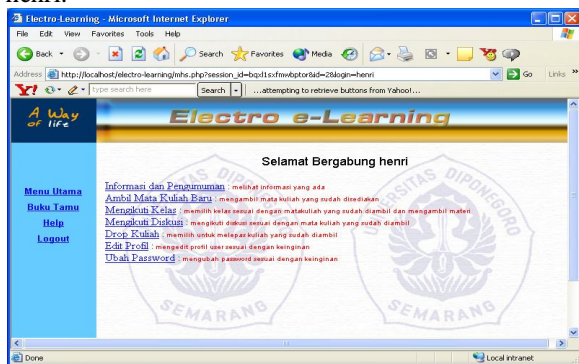 henri.
Electro-Learning - Microsoft Internet Explorer
File Edit View Favorites Tools Help
Back Search Favorites Media
Address http://localhost/electro-learning/mhs.php?session_id=bqxl1sxfmwbptor&id=28&login=henri Go Links »
Y! type search here Search ...attempting to retrieve buttons from Yahoo!...
A Way
of life
Electro e-Learning
Selamat Bergabung henri
Menu Utama
Buku Tamu
Help
Logout
Informasi dan Pengumuman : melihat informasi yang ada
Ambil Mata Kuliah Baru : mengambil mata kuliah yang sudah disediakan
Mengikuti Kelas : memilih kelas sesuai dengan matakuliah yang sudah diambil dan mengambil materi
Mengikuti Diskusi : mengikuti diskusi sesuai dengan mata kuliah yang sudah diambil
Drop Kuliah : memilih untuk melepas kuliah yang sudah diambil
Edit Profil : mengedit profil user sesuai dengan keinginan
Ubah Password : mengubah password sesuai dengan keinginan
SEMARANG
SEMARANG
Done Local intranet